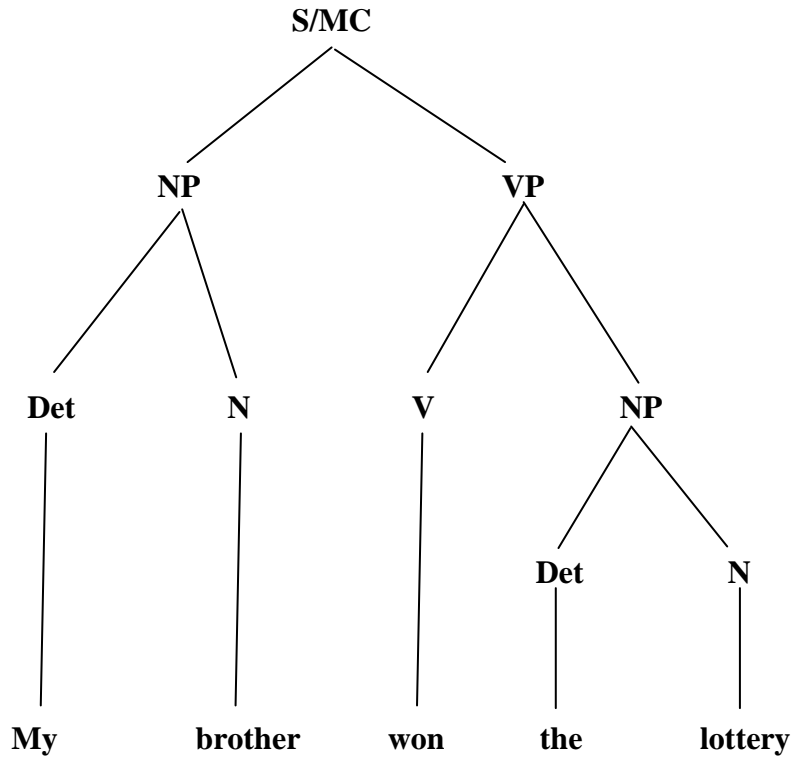 S/MC
NP VP
Det N V NP
Det N
My brother won the lottery